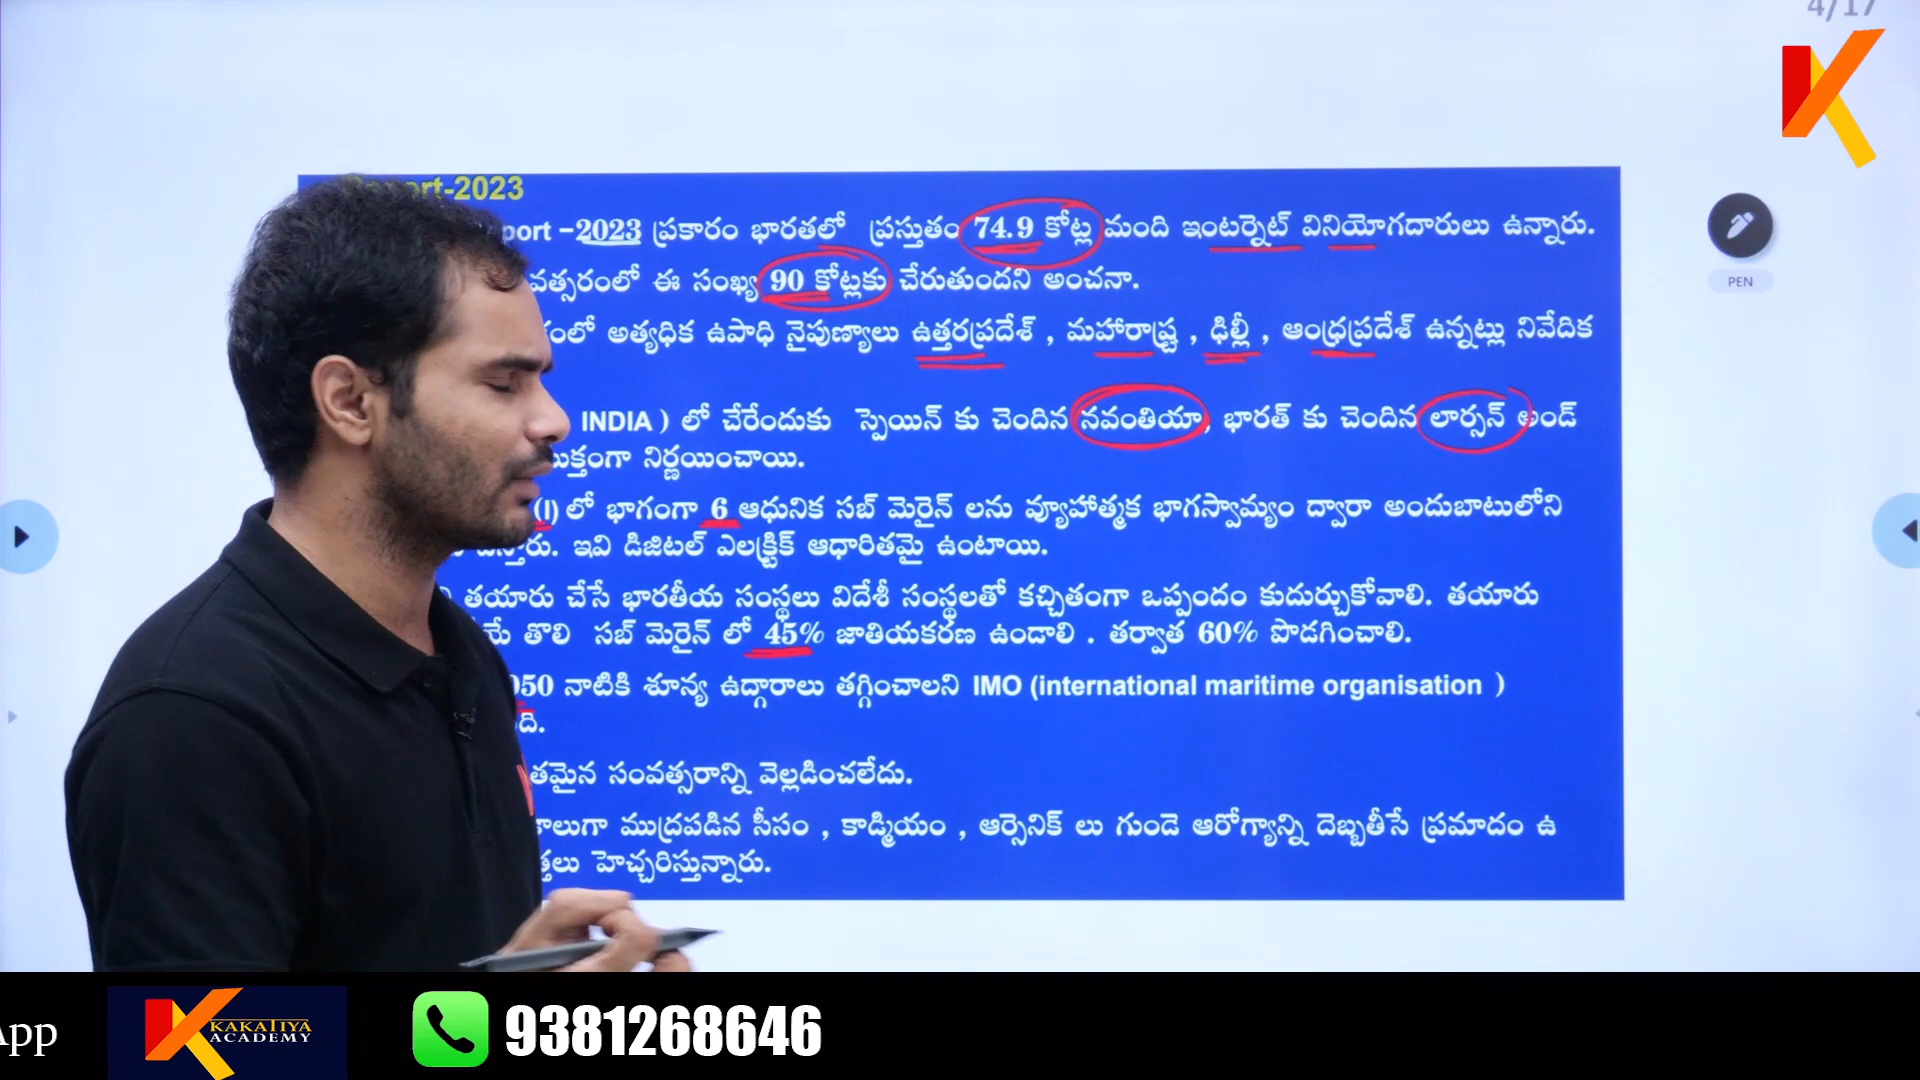 4/17
Report-2023
port –2023 ప్రకారం భారతలో ప్రస్తుతం 74.9 కోట్ల మంది ఇంటర్నెట్ వినియోగదారులు ఉన్నారు.
వత్సరంలో ఈ సంఖ్య 90 కోట్లకు చేరుతుందని అంచనా.
లో అత్యధిక ఉపాధి నైపుణ్యాలు ఉత్తరప్రదేశ్ , మహారాష్ట్ర , ఢిల్లీ , ఆంధ్రప్రదేశ్ ఉన్నట్లు నివేదిక
INDIA ) లో చేరేందుకు స్పెయిన్ కు చెందిన నవంతియా, భారత్ కు చెందిన లార్సన్ అండ్
యుక్తంగా నిర్ణయించాయి.
(I) లో భాగంగా 6 ఆధునిక సబ్ మెరైన్ లను వ్యూహాత్మక భాగస్వామ్యం ద్వారా అందుబాటులోని
ఇవి డిజిటల్ ఎలక్ట్రిక్ ఆధారితమై ఉంటాయి.
తయారు చేసే భారతీయ సంస్థలు విదేశీ సంస్థలతో కచ్చితంగా ఒప్పందం కుదుర్చుకోవాలి. తయారు
తొలి సబ్ మెరైన్ లో 45% జాతియకరణ ఉండాలి . తర్వాత 60% పొడగించాలి.
050 నాటికి శూన్య ఉద్గారాలు తగ్గించాలని IMO (international maritime organisation )
ది.
తమైన సంవత్సరాన్ని వెల్లడించలేదు.
కాలుగా ముద్రపడిన సీసం , కాడ్మియం , ఆర్సెనిక్ లు గుండె ఆరోగ్యాన్ని దెబ్బతీసే ప్రమాదం ఉ
త్తలు హెచ్చరిస్తున్నారు.
PEN
App
KAKATIYA
ACADEMY
9381268646